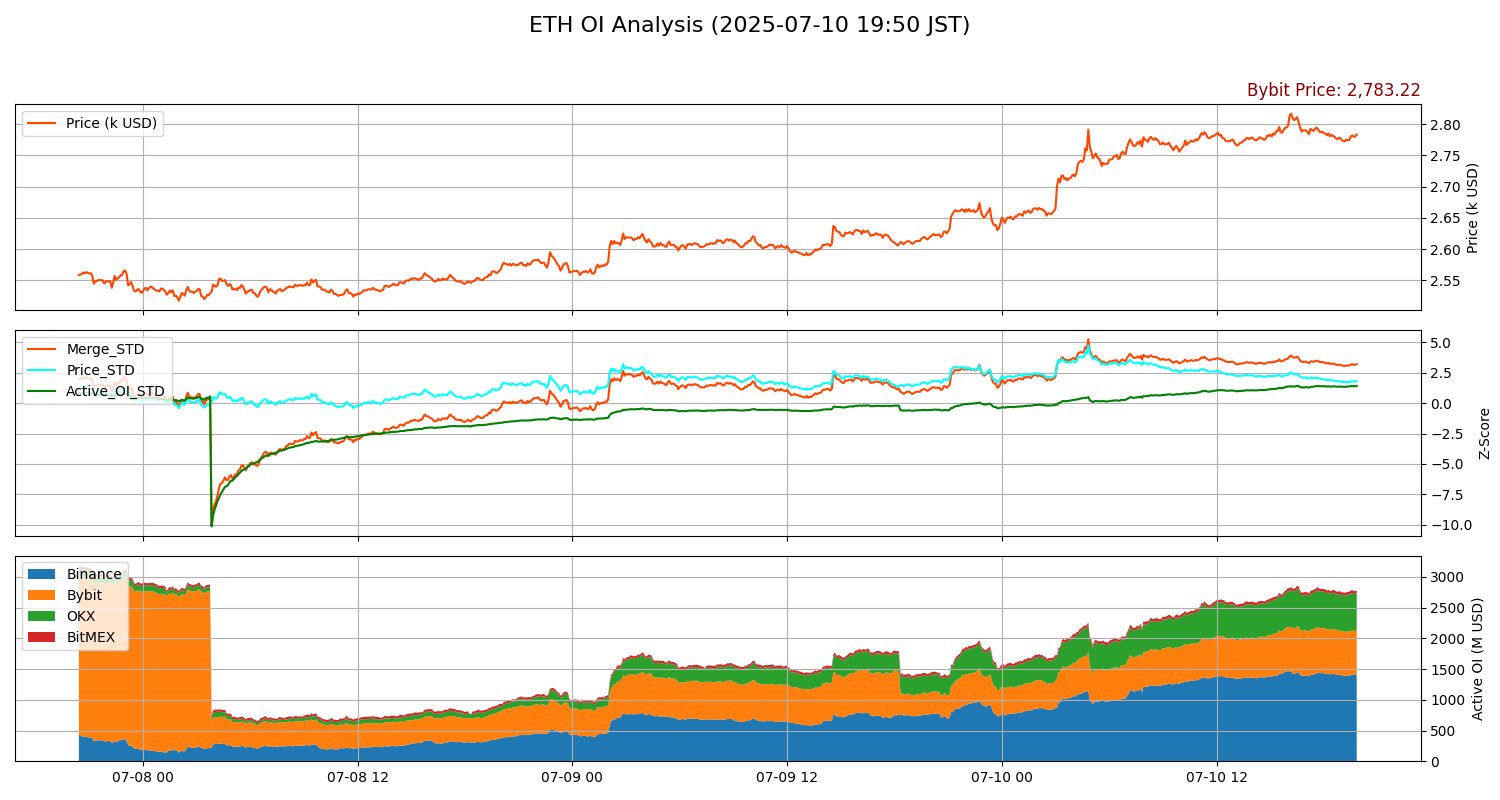 ETH OI Analysis (2025-07-10 19:50 JST)
Bybit Price: 2,783.22
Price (k USD)
2.80
2.75
2.70
2.65
2.60
2.55
Price (k USD)
Merge_STD
Price_STD
Active_OI_STD
5.0
2.5
0.0
−2.5
−5.0
−7.5
−10.0
Z-Score
Binance
Bybit
OKX
BitMEX
3000
2500
2000
1500
1000
500
0
Active OI (M USD)
07-08 00
07-08 12
07-09 00
07-09 12
07-10 00
07-10 12